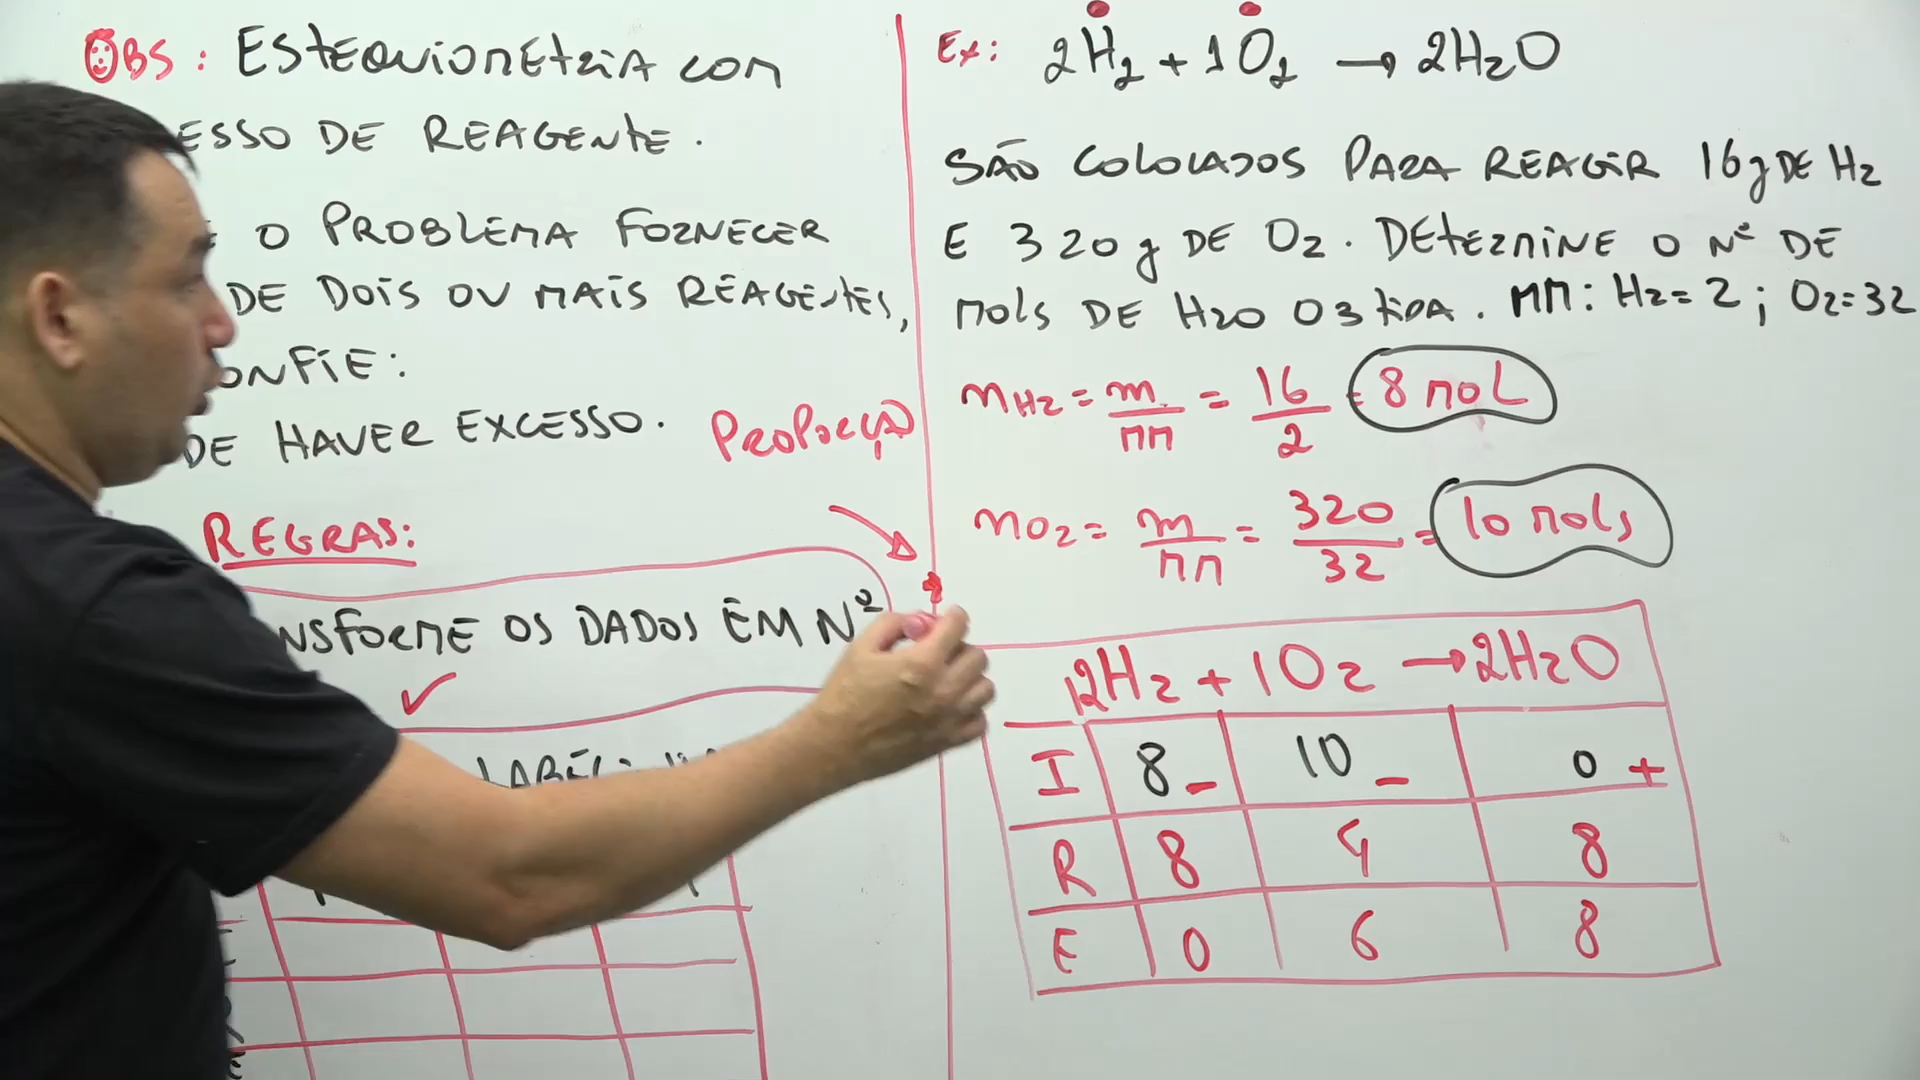 OBS: ESTEQUIOMETRIA COM
ESSO DE REAGENTE.
O PROBLEMA FORNECER
DE DOIS OU MAIS REAGENTES,
ONFIE:
DE HAVER EXCESSO.
PROPORÇÃO
REGRAS:
NSFORME OS DADOS EM Nº
Ex: 2H2 + 1O2 → 2H2O
SÃO COLOCADOS PARA REAGIR 16g DE H2
E 320g DE O2. DETERMINE O Nº DE
MOLS DE H2O OBTIDA. MM: H2=2; O2=32
nH2 = m/MM = 16/2 = 8 MOL
nO2 = m/MM = 320/32 = 10 MOLS
2H2 + 1O2 → 2H2O
I 8 - 10 - 0 +
R 8 4 8
E 0 6 8